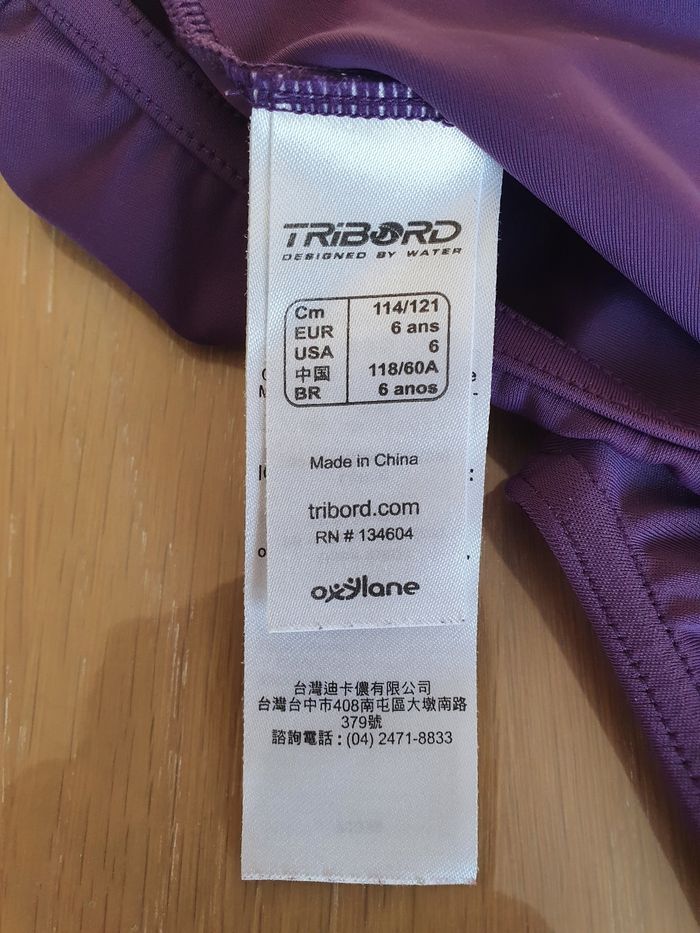 TRIBORD
DESIGNED BY WATER
Cm 114/121
EUR 6 ans
USA 6
中国 118/60A
BR 6 anos
Made in China
tribord.com
RN # 134604
oxylane
台灣迪卡儂有限公司
台灣台中市408南屯區大墩南路
379號
諮詢電話 : (04) 2471-8833